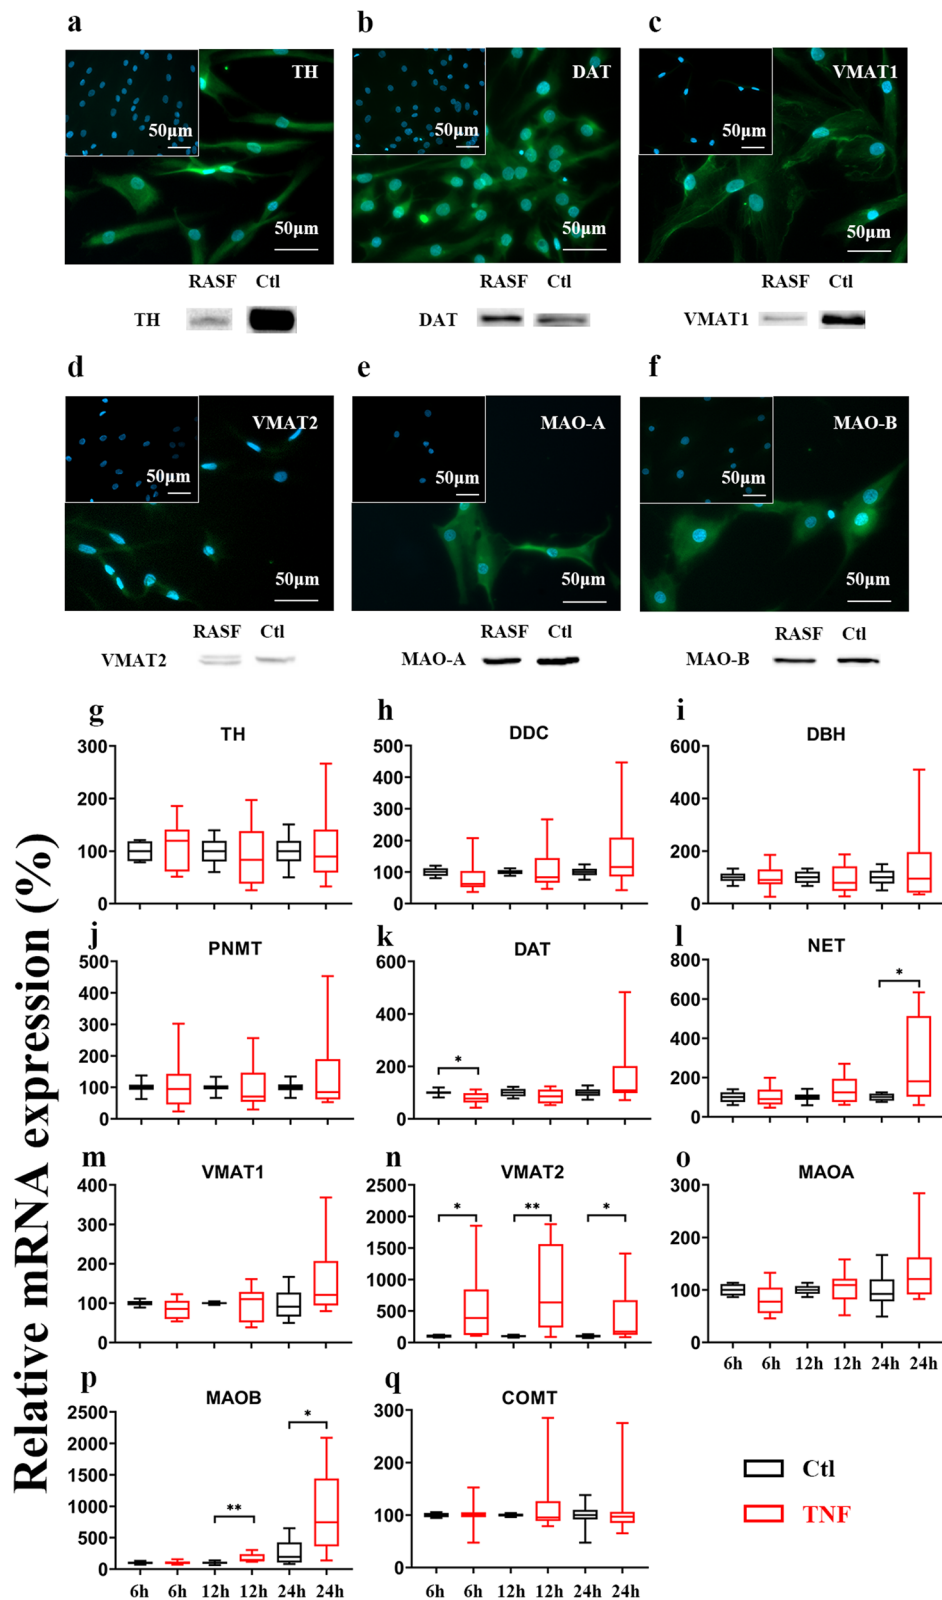 a
b
c
TH
DAT
VMAT1
50µm
50µm
50µm
50µm
50µm
50µm
RASF Ctl
RASF Ctl
RASF Ctl
TH
DAT
VMAT1
d
e
f
VMAT2
MAO-A
MAO-B
50µm
50µm
50µm
50µm
50µm
50µm
RASF Ctl
RASF Ctl
RASF Ctl
VMAT2
MAO-A
MAO-B
Relative mRNA expression (%)
g
TH
300
200
100
0
h
DDC
500
400
300
200
100
0
i
DBH
600
400
200
0
j
PNMT
500
400
300
200
100
0
k
DAT
600
400
200
0
*
l
NET
800
600
400
200
0
*
m
VMAT1
400
300
200
100
0
n
VMAT2
2500
2000
1500
1000
500
0
*
**
*
o
MAOA
300
200
100
0
6h 6h 12h 12h 24h 24h
p
MAOB
2500
2000
1500
1000
500
0
**
*
6h 6h 12h 12h 24h 24h
q
COMT
300
200
100
0
6h 6h 12h 12h 24h 24h
Ctl
TNF